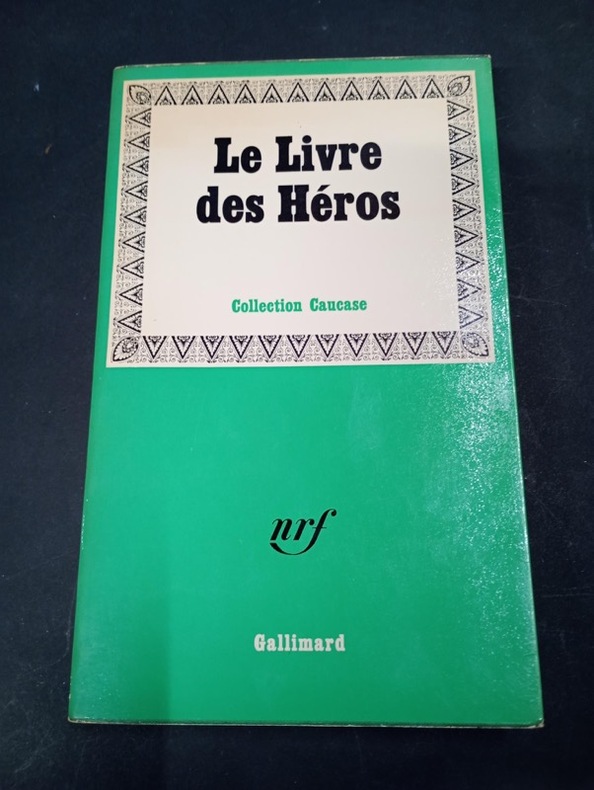 Le Livre
des Héros
Collection Caucase
nrf
Gallimard